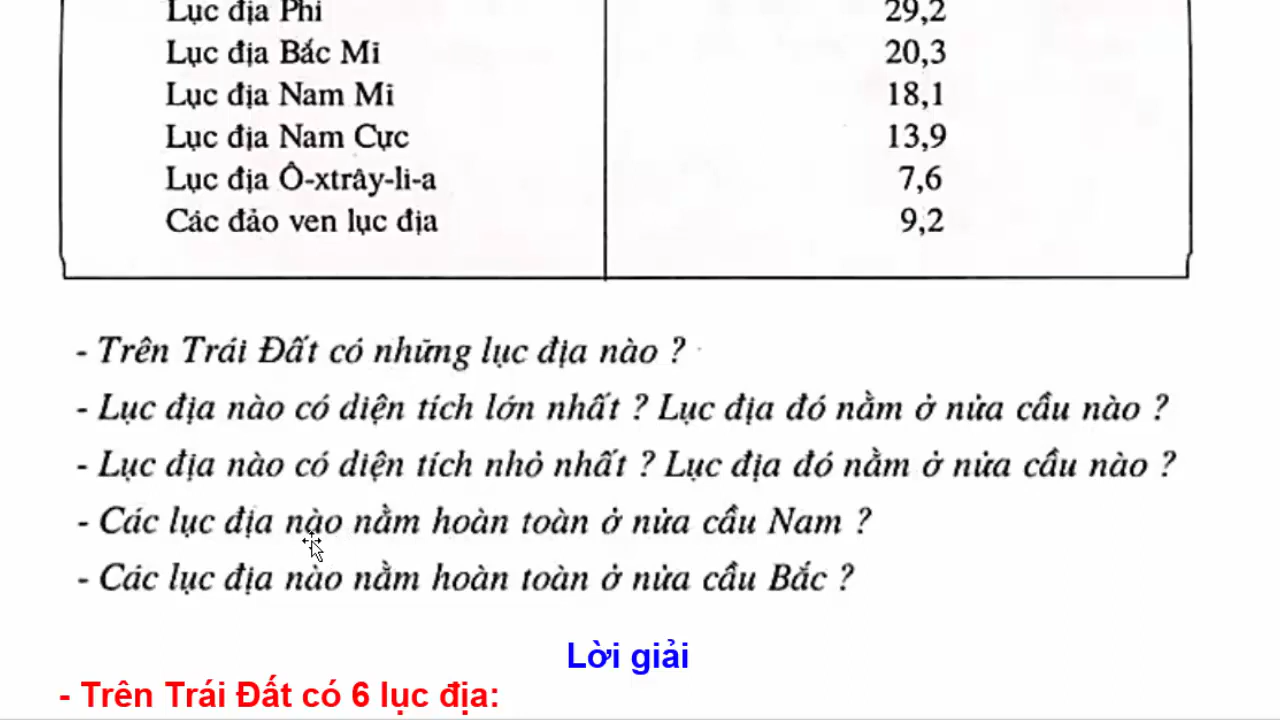 Lục địa Phi 29,2
Lục địa Bắc Mĩ 20,3
Lục địa Nam Mĩ 18,1
Lục địa Nam Cực 13,9
Lục địa Ô-xtrây-li-a 7,6
Các đảo ven lục địa 9,2
- Trên Trái Đất có những lục địa nào ?
- Lục địa nào có diện tích lớn nhất ? Lục địa đó nằm ở nửa cầu nào ?
- Lục địa nào có diện tích nhỏ nhất ? Lục địa đó nằm ở nửa cầu nào ?
- Các lục địa nào nằm hoàn toàn ở nửa cầu Nam ?
- Các lục địa nào nằm hoàn toàn ở nửa cầu Bắc ?
Lời giải
- Trên Trái Đất có 6 lục địa: